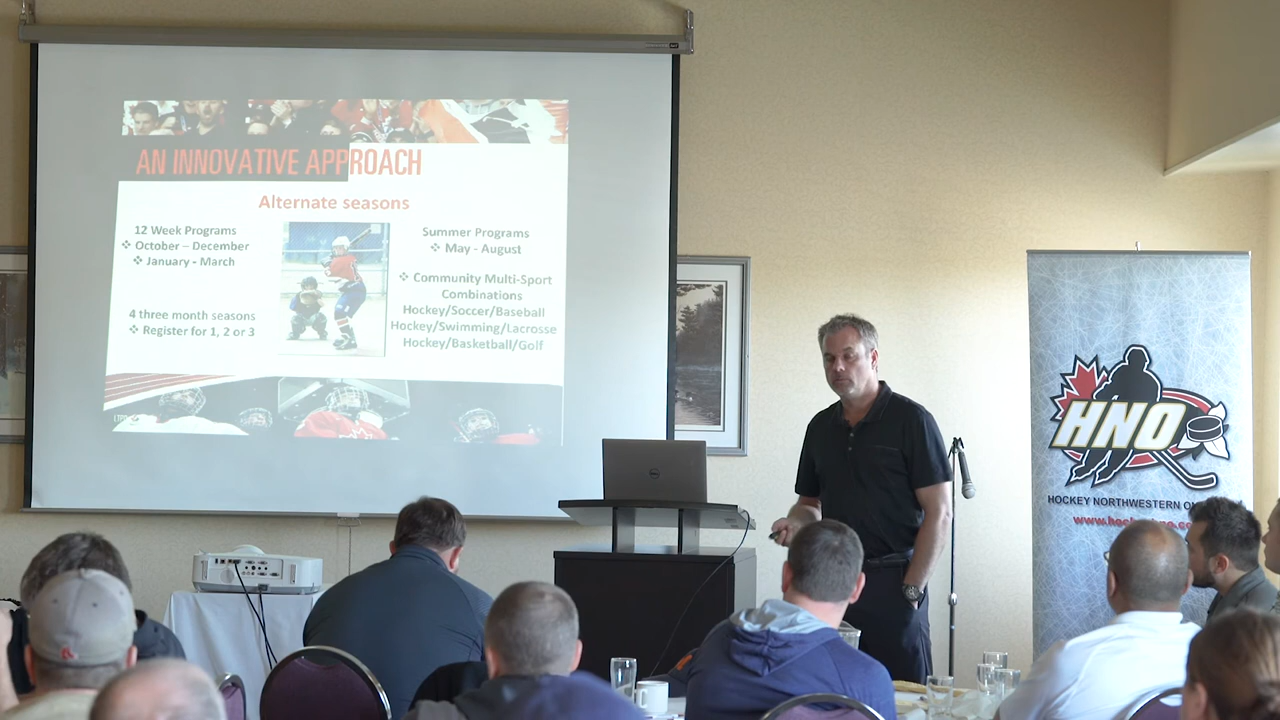 AN INNOVATIVE APPROACH
Alternate seasons
12 Week Programs
❖ October – December
❖ January - March
4 three month seasons
❖ Register for 1, 2 or 3
Summer Programs
❖ May - August
❖ Community Multi-Sport
Combinations
Hockey/Soccer/Baseball
Hockey/Swimming/Lacrosse
Hockey/Basketball/Golf
DELL
HNO
HOCKEY NORTHWESTERN